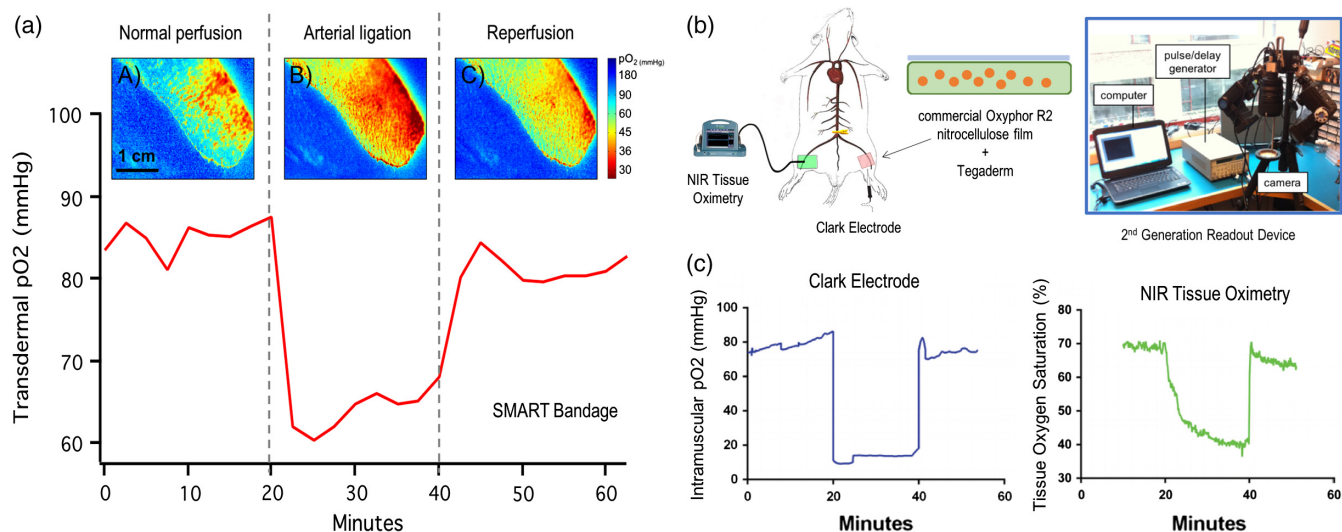 (a)
Normal perfusion
Arterial ligation
Reperfusion
A)
B)
C)
1 cm
pO2 (mmHg)
180
90
60
45
36
30
Transdermal pO2 (mmHg)
100
90
80
70
60
SMART Bandage
0
10
20
30
40
50
60
Minutes
(b)
NIR Tissue
Oximetry
Clark Electrode
commercial Oxyphor R2
nitrocellulose film
+
Tegaderm
pulse/delay
generator
computer
camera
2nd Generation Readout Device
(c)
Clark Electrode
Intramuscular pO2 (mmHg)
100
80
60
40
20
0
0
20
40
60
Minutes
NIR Tissue Oximetry
Tissue Oxygen Saturation (%)
80
70
60
50
40
30
0
20
40
60
Minutes